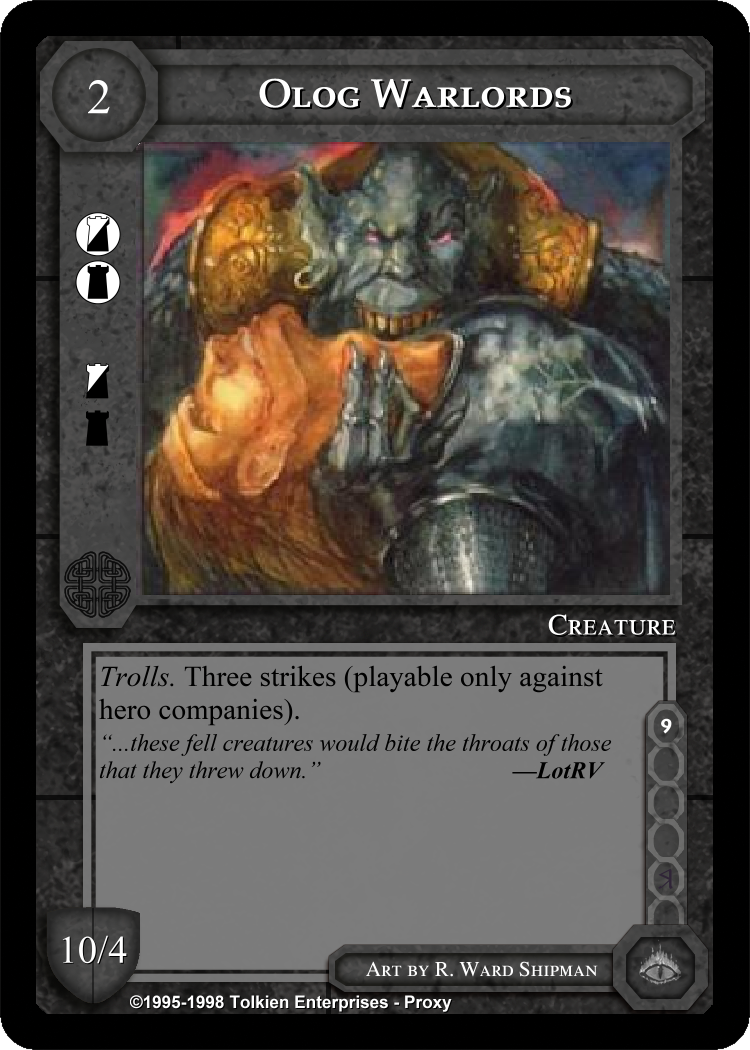 2
Olog Warlords
Creature
Trolls. Three strikes (playable only against
hero companies).
“...these fell creatures would bite the throats of those
that they threw down.” —LotRV
9
10/4
Art by R. Ward Shipman
©1995-1998 Tolkien Enterprises - Proxy